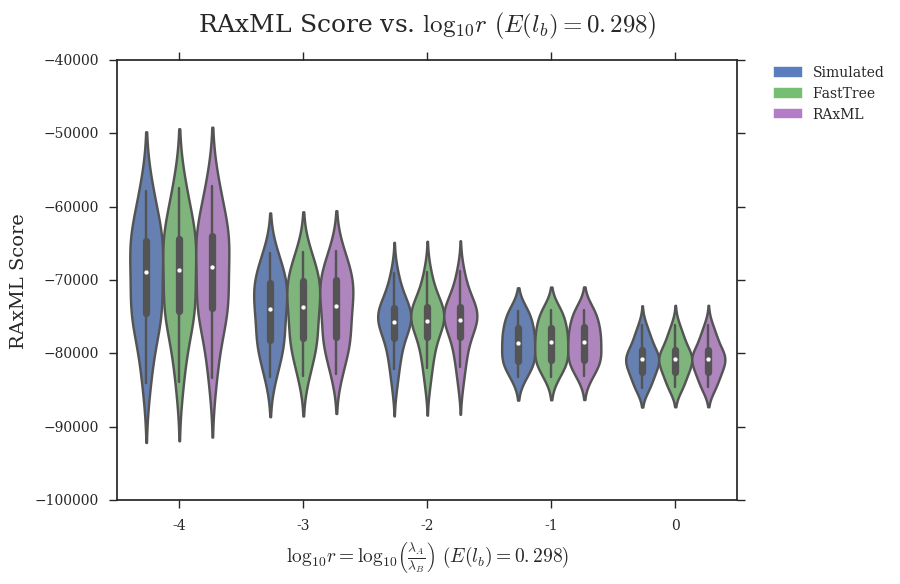 RAxML Score vs. log₁₀r (E(l_b) = 0.298)
Simulated
FastTree
RAxML
RAxML Score
−40000
−50000
−60000
−70000
−80000
−90000
−100000
-4
-3
-2
-1
0
log₁₀r = log₁₀(λ_A/λ_B) (E(l_b) = 0.298)